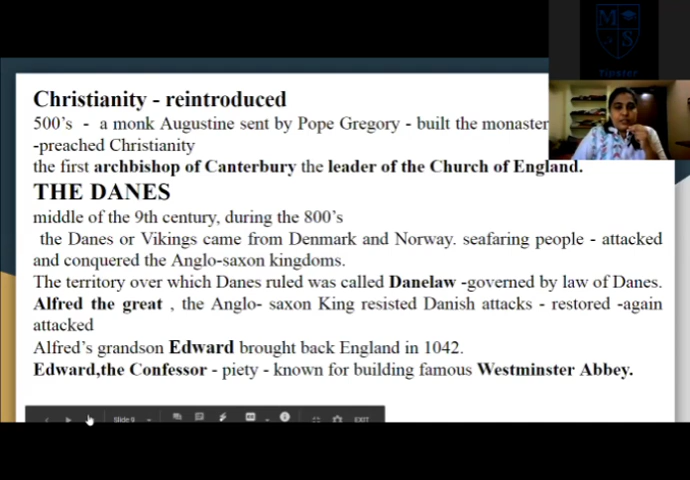 M S
Tipster
Christianity - reintroduced
500's - a monk Augustine sent by Pope Gregory - built the monaster
-preached Christianity
the first archbishop of Canterbury the leader of the Church of England.
THE DANES
middle of the 9th century, during the 800's
the Danes or Vikings came from Denmark and Norway. seafaring people - attacked
and conquered the Anglo-saxon kingdoms.
The territory over which Danes ruled was called Danelaw -governed by law of Danes.
Alfred the great , the Anglo- saxon King resisted Danish attacks - restored -again
attacked
Alfred's grandson Edward brought back England in 1042.
Edward,the Confessor - piety - known for building famous Westminster Abbey.
Slide 9 EXIT